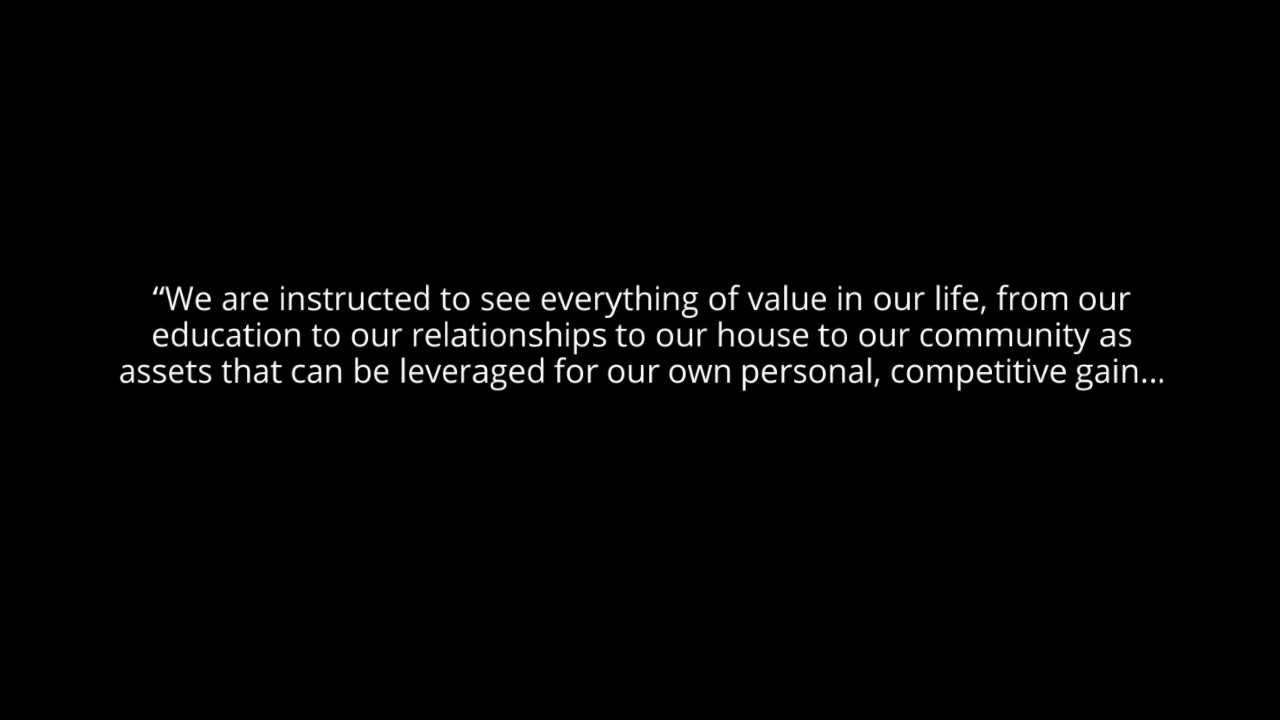 “We are instructed to see everything of value in our life, from our
education to our relationships to our house to our community as
assets that can be leveraged for our own personal, competitive gain...